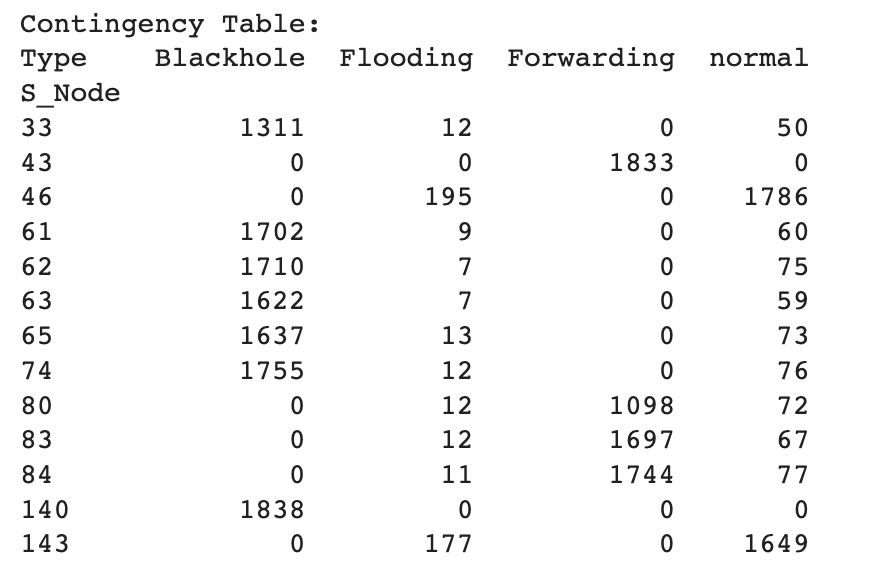 Contingency Table:
Type Blackhole Flooding Forwarding normal
S_Node
33 1311 12 0 50
43 0 0 1833 0
46 0 195 0 1786
61 1702 9 0 60
62 1710 7 0 75
63 1622 7 0 59
65 1637 13 0 73
74 1755 12 0 76
80 0 12 1098 72
83 0 12 1697 67
84 0 11 1744 77
140 1838 0 0 0
143 0 177 0 1649